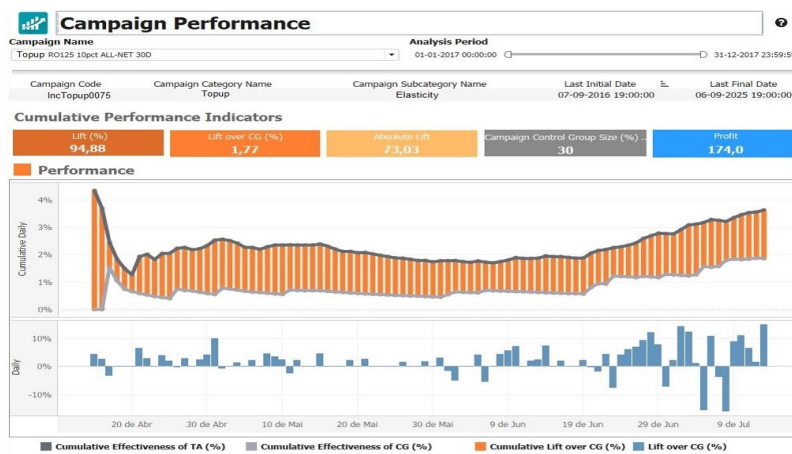 Campaign Performance
?
Campaign Name
Analysis Period
Topup RO125 10pct ALL-NET 30D
01-01-2017 00:00:00
31-12-2017 23:59:59
Campaign Code
Campaign Category Name
Campaign Subcategory Name
Last Initial Date
Last Final Date
IncTopup0075
Topup
Elasticity
07-09-2016 19:00:00
06-09-2025 19:00:00
Cumulative Performance Indicators
Lift (%)
Lift over CG (%)
Absolute Lift
Campaign Control Group Size (%) ..
Profit
94,88
1,77
73,03
30
174,0
Performance
Cumulative Daily
4%
3%
2%
1%
0%
Daily
10%
0%
-10%
20 de Abr
30 de Abr
10 de Mai
20 de Mai
30 de Mai
9 de Jun
19 de Jun
29 de Jun
9 de Jul
Cumulative Effectiveness of TA (%)
Cumulative Effectiveness of CG (%)
Cumulative Lift over CG (%)
Lift over CG (%)